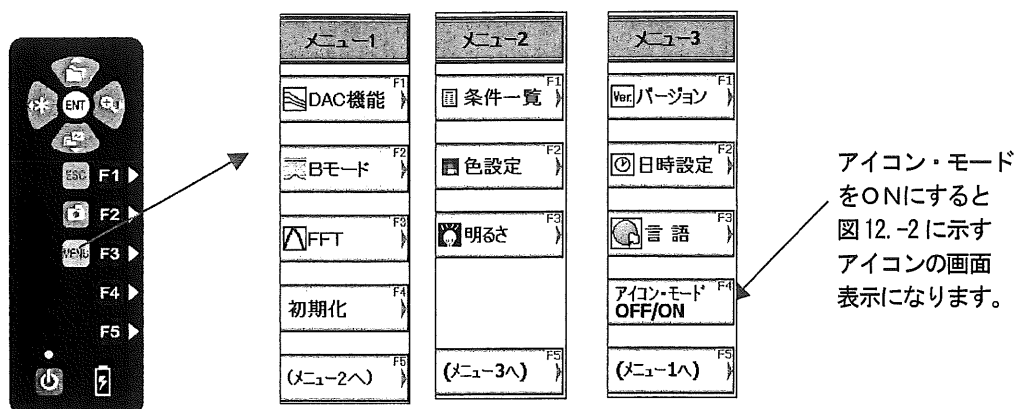 ENT
ESC F1
F2
MENU F3
F4
F5
メニュー1
F1
DAC機能
F2
Bモード
F3
FFT
F4
初期化
F5
(メニュー2へ)
メニュー2
F1
条件一覧
F2
色設定
F3
明るさ
F5
(メニュー3へ)
メニュー3
F1
Ver. バージョン
F2
日時設定
F3
言語
F4
アイコン・モード
OFF/ON
F5
(メニュー1へ)
アイコン・モード
をONにすると
図12.-2に示す
アイコンの画面
表示になります。